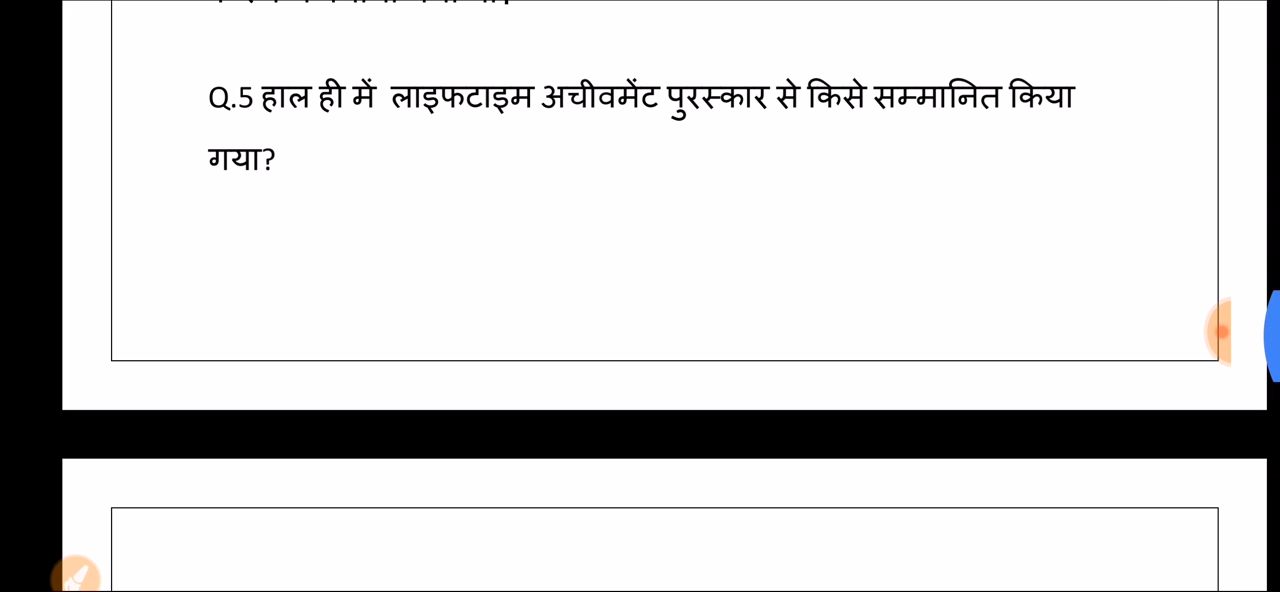 Q.5 हाल ही में लाइफटाइम अचीवमेंट पुरस्कार से किसे सम्मानित किया
गया?